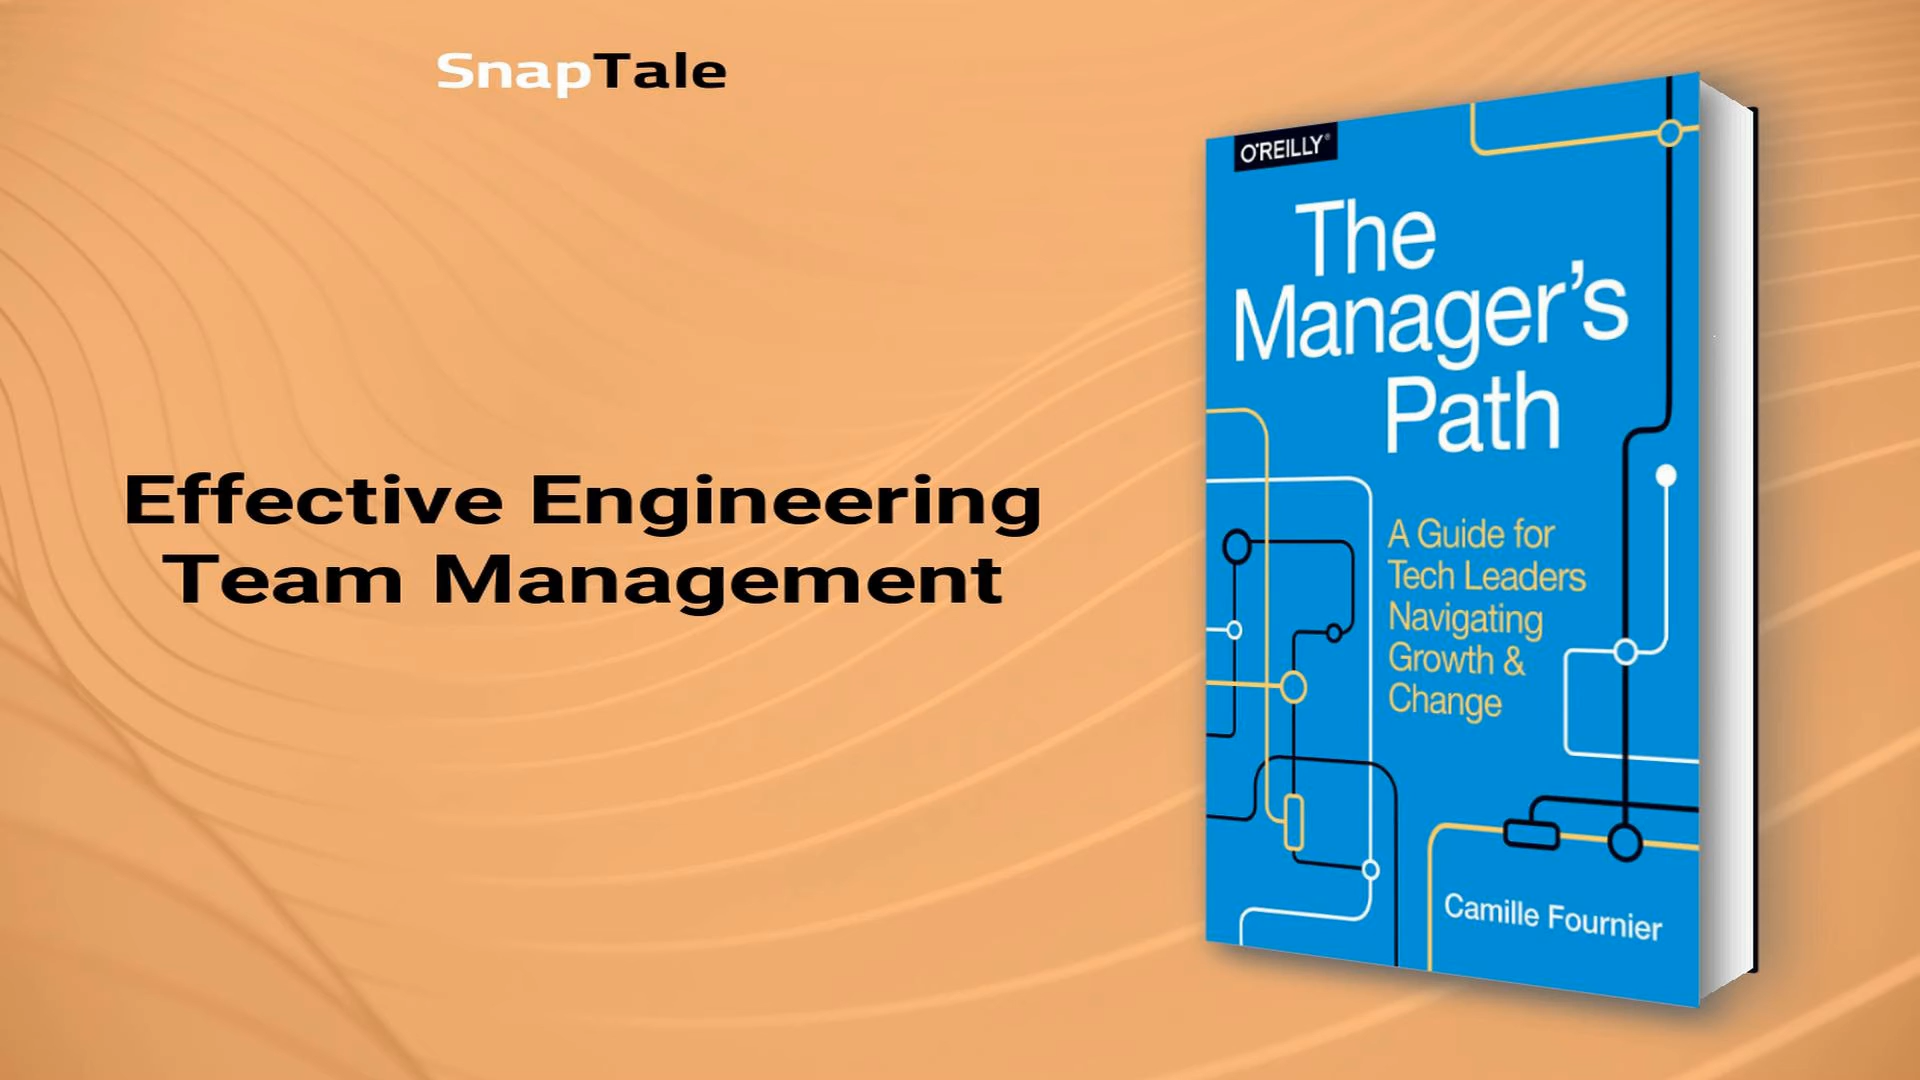 SnapTale
Effective Engineering
Team Management
O'REILLY®
The
Manager's
Path
A Guide for
Tech Leaders
Navigating
Growth &
Change
Camille Fournier